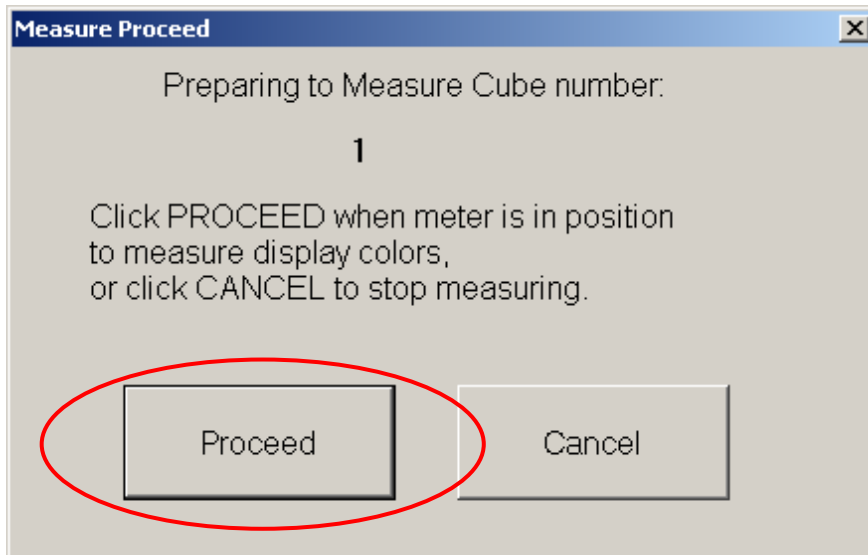 Measure Proceed
Preparing to Measure Cube number:
1
Click PROCEED when meter is in position
to measure display colors,
or click CANCEL to stop measuring.
Proceed
Cancel